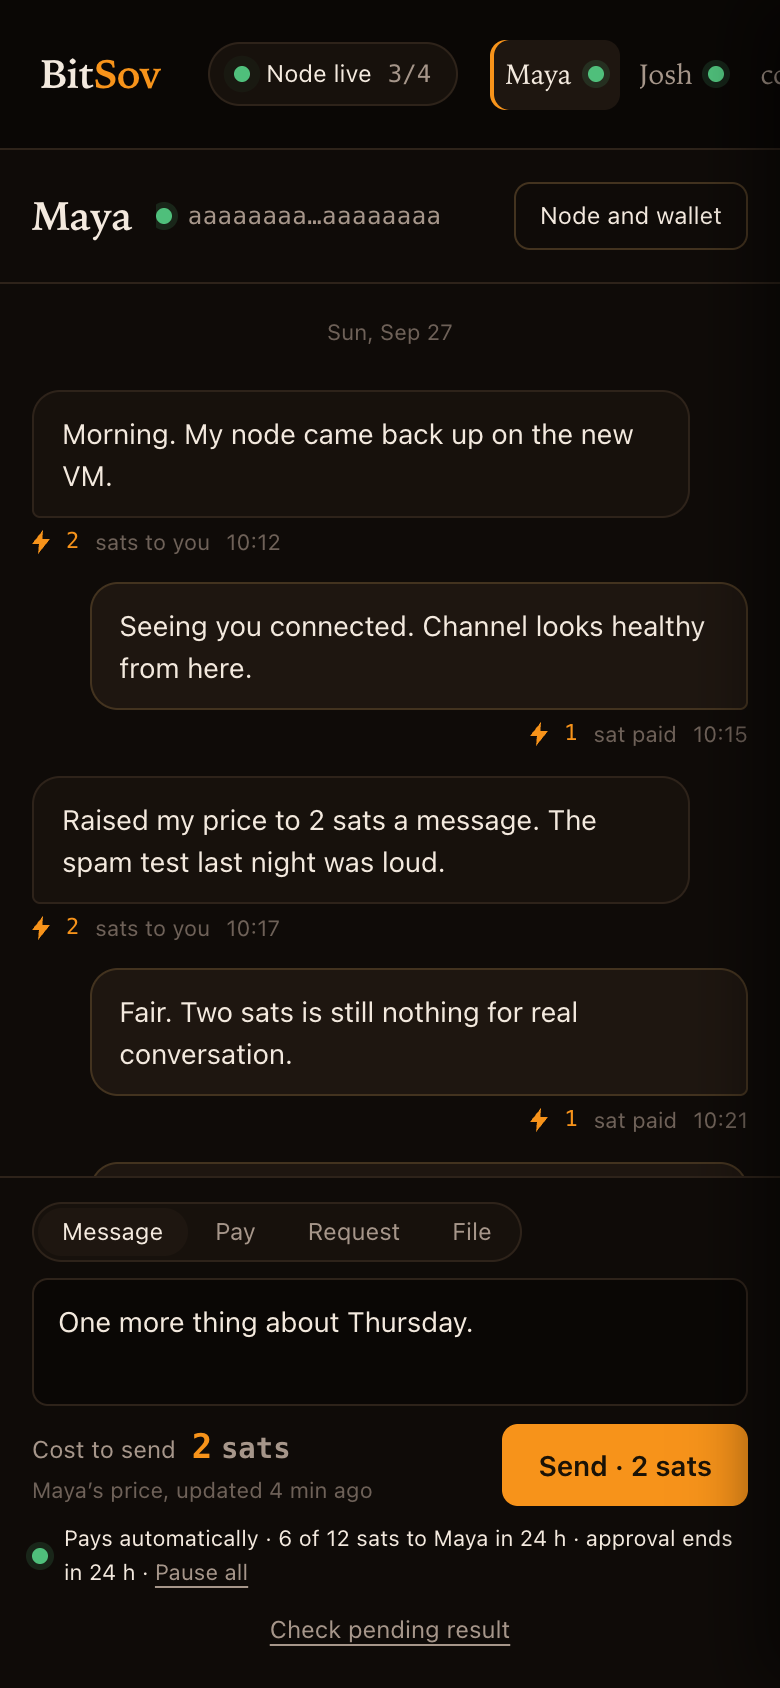 BitSov
Node live 3/4
Maya
Josh
Maya
aaaaaaaa…aaaaaaaa
Node and wallet
Sun, Sep 27
Morning. My node came back up on the new
VM.
2 sats to you 10:12
Seeing you connected. Channel looks healthy
from here.
1 sat paid 10:15
Raised my price to 2 sats a message. The
spam test last night was loud.
2 sats to you 10:17
Fair. Two sats is still nothing for real
conversation.
1 sat paid 10:21
Message Pay Request File
One more thing about Thursday.
Cost to send 2 sats
Maya’s price, updated 4 min ago
Send · 2 sats
Pays automatically · 6 of 12 sats to Maya in 24 h · approval ends
in 24 h · Pause all
Check pending result